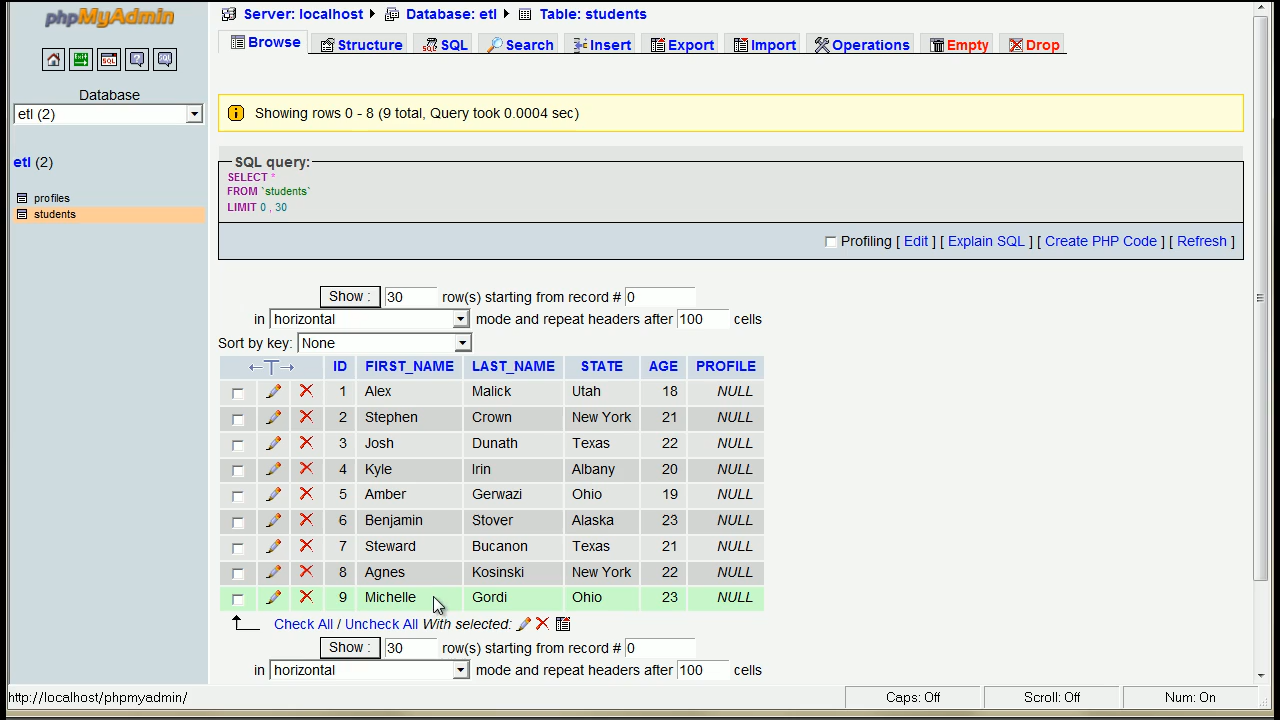 phpMyAdmin
SQL
Database
etl (2)
etl (2)
profiles
students
Server: localhost Database: etl Table: students
Browse Structure SQL Search Insert Export Import Operations Empty Drop
Showing rows 0 - 8 (9 total, Query took 0.0004 sec)
SQL query:
SELECT *
FROM `students`
LIMIT 0 , 30
Profiling [ Edit ] [ Explain SQL ] [ Create PHP Code ] [ Refresh ]
Show : 30 row(s) starting from record # 0
in horizontal mode and repeat headers after 100 cells
Sort by key: None
ID FIRST_NAME LAST_NAME STATE AGE PROFILE
1 Alex Malick Utah 18 NULL
2 Stephen Crown New York 21 NULL
3 Josh Dunath Texas 22 NULL
4 Kyle Irin Albany 20 NULL
5 Amber Gerwazi Ohio 19 NULL
6 Benjamin Stover Alaska 23 NULL
7 Steward Bucanon Texas 21 NULL
8 Agnes Kosinski New York 22 NULL
9 Michelle Gordi Ohio 23 NULL
Check All / Uncheck All With selected:
Show : 30 row(s) starting from record # 0
in horizontal mode and repeat headers after 100 cells
http://localhost/phpmyadmin/ Caps: Off Scroll: Off Num: On